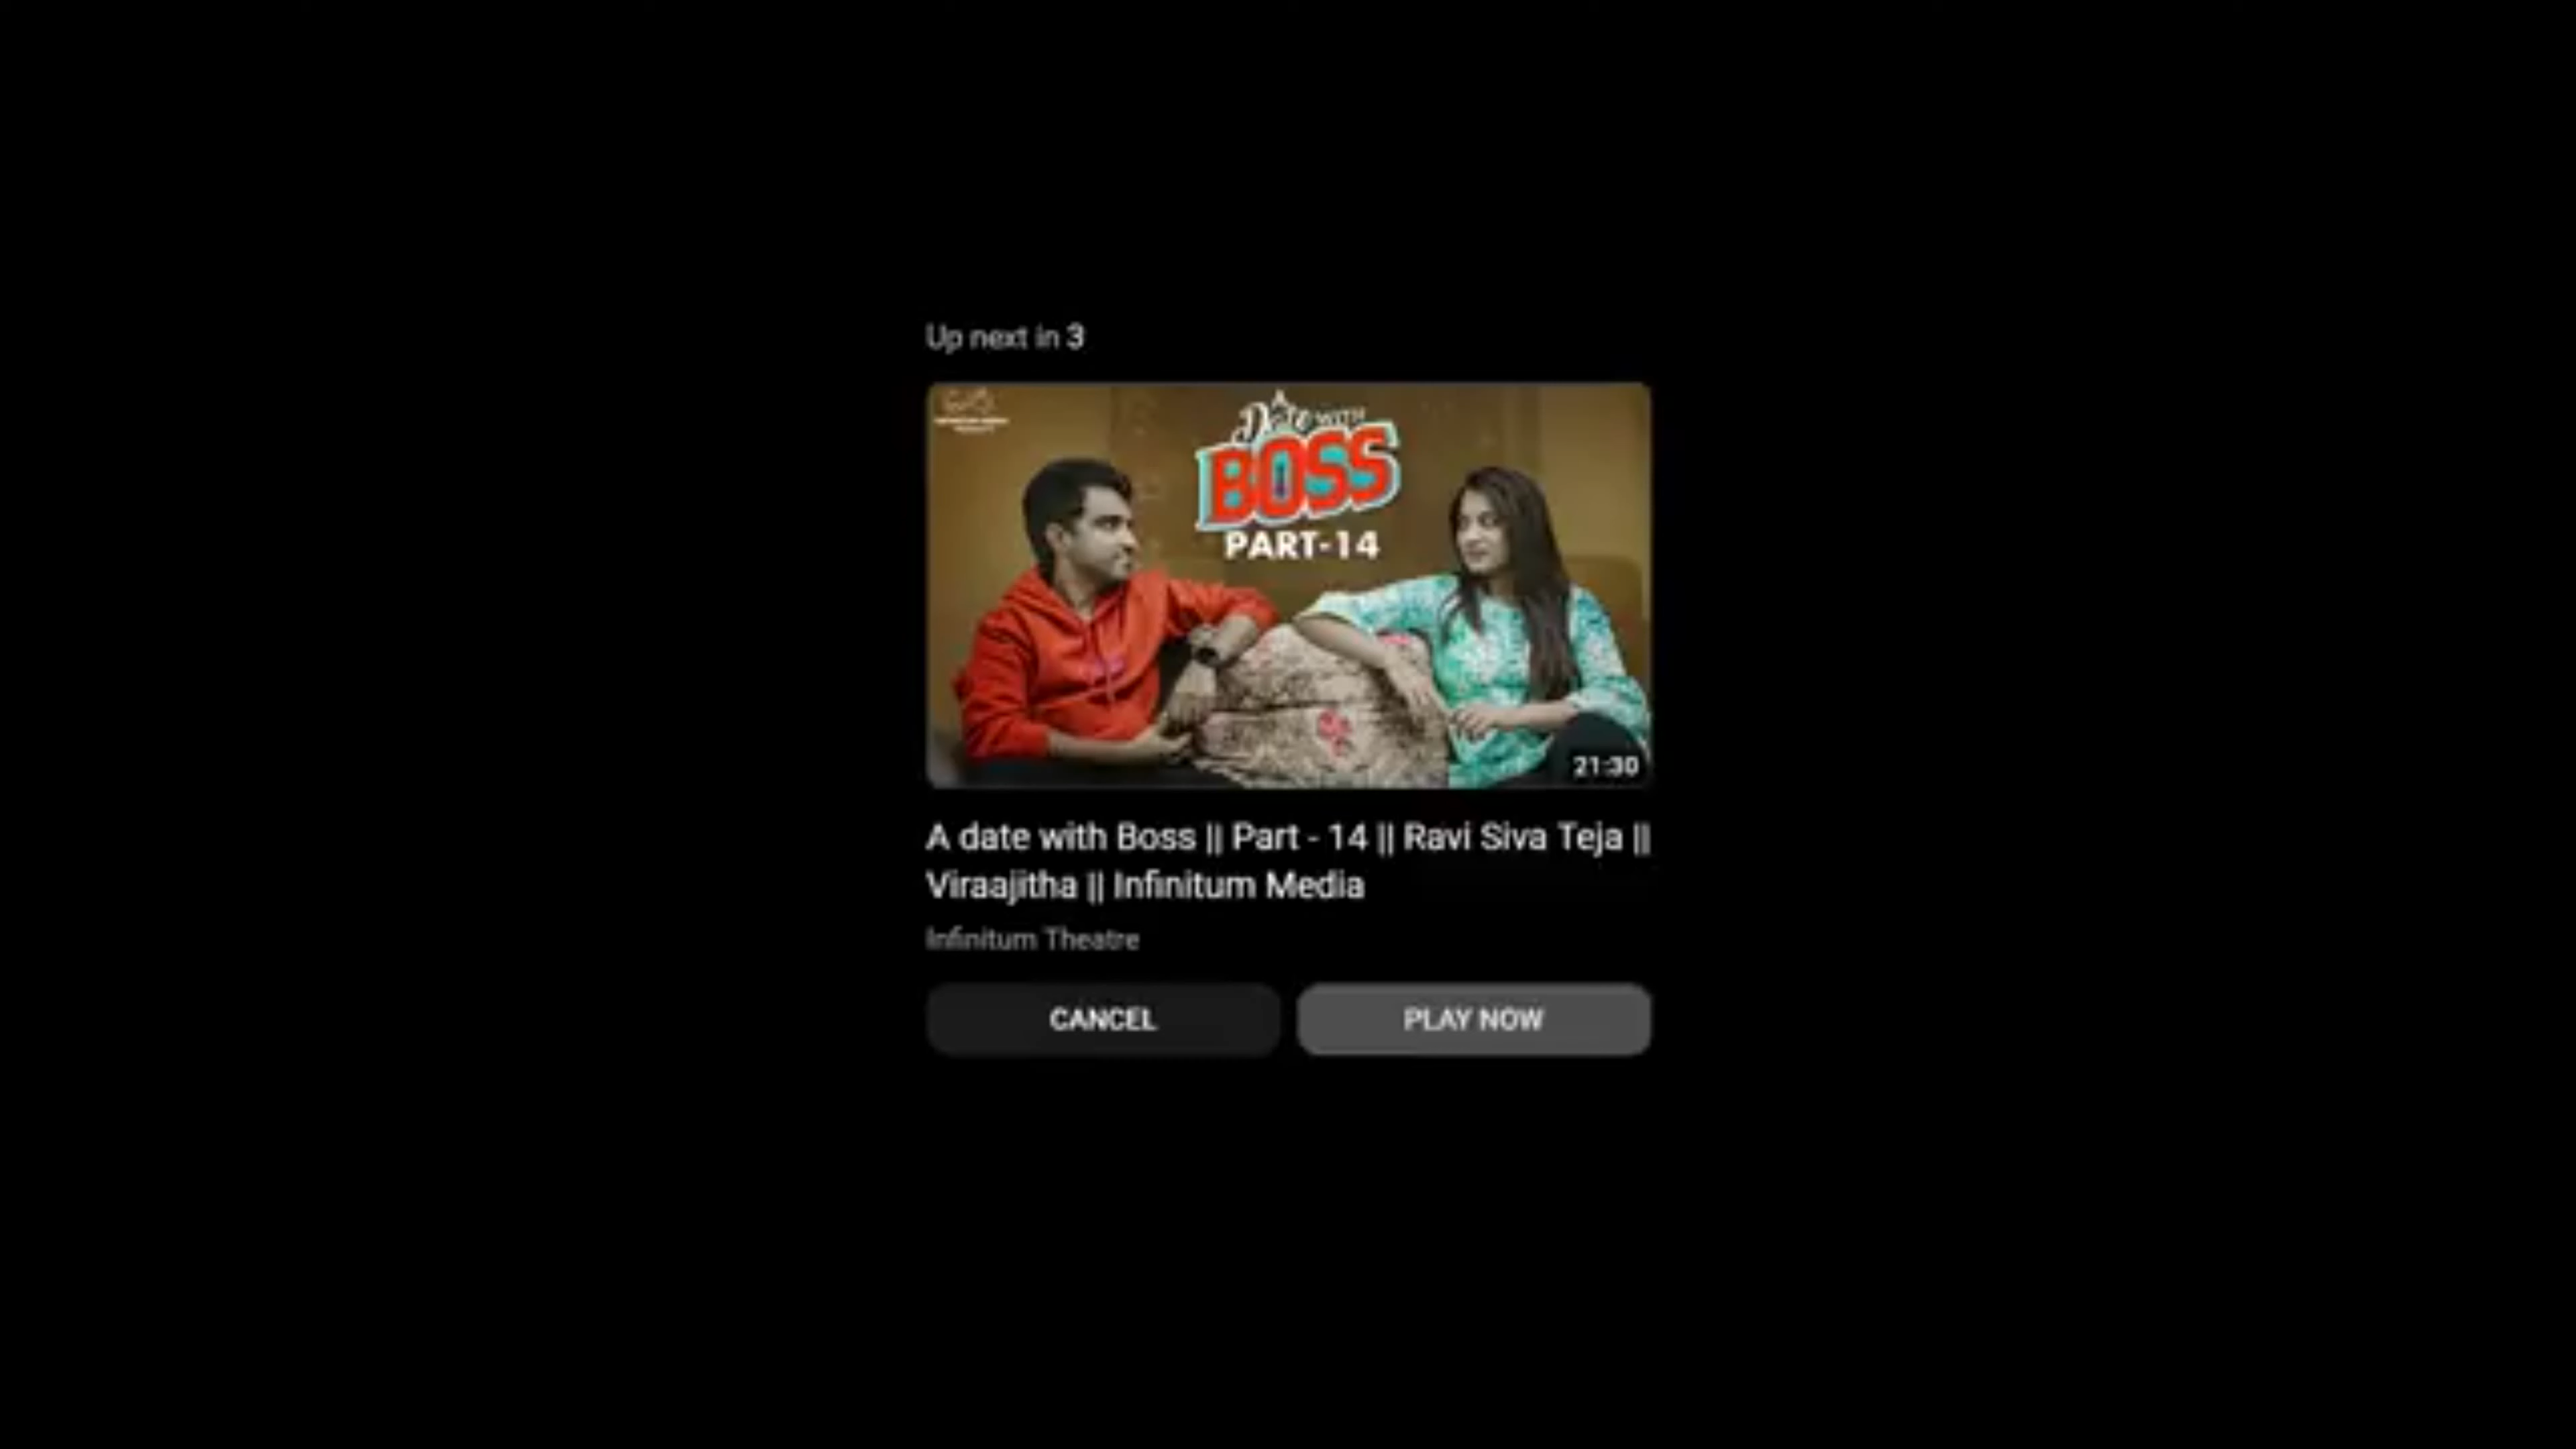 Up next in 3
A
Date WITH
BOSS
PART-14
21:30
A date with Boss || Part - 14 || Ravi Siva Teja ||
Viraajitha || Infinitum Media
Infinitum Theatre
CANCEL
PLAY NOW